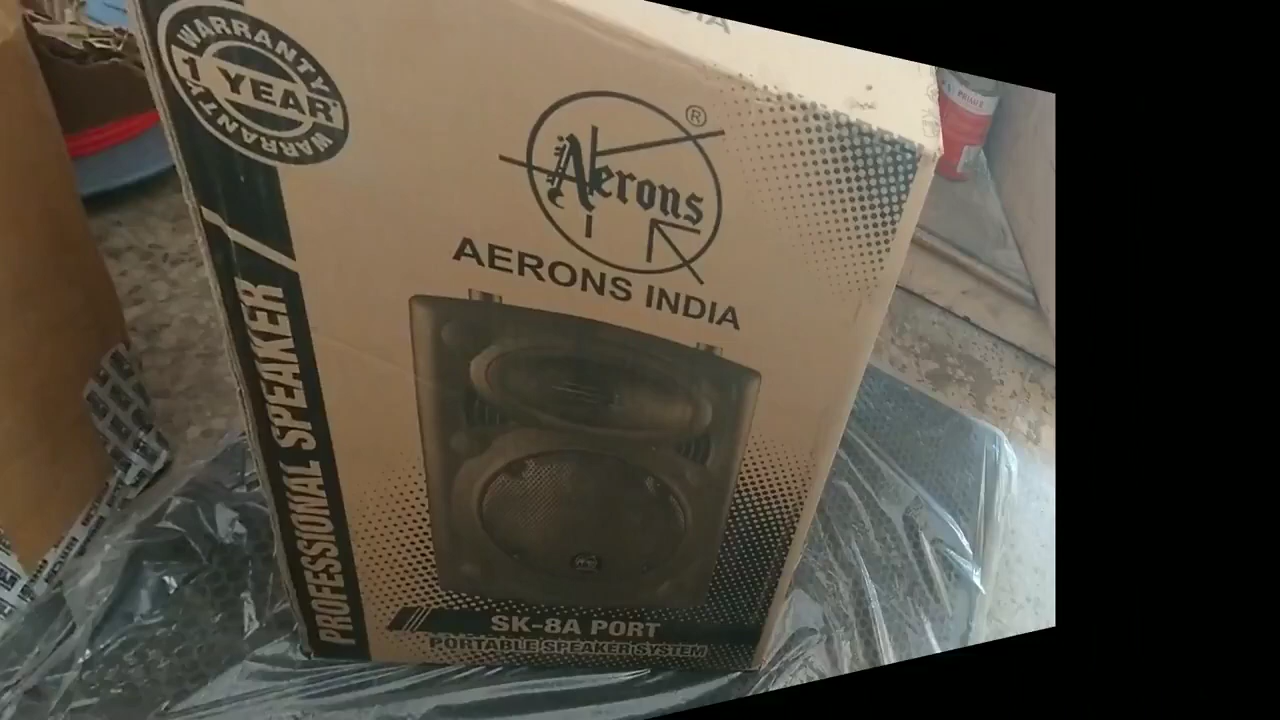 WARRANTY
1 YEAR
WARRANTY
®
Aerons
AERONS INDIA
PROFESSIONAL SPEAKER
SK-8A PORT
PORTABLE SPEAKER SYSTEM